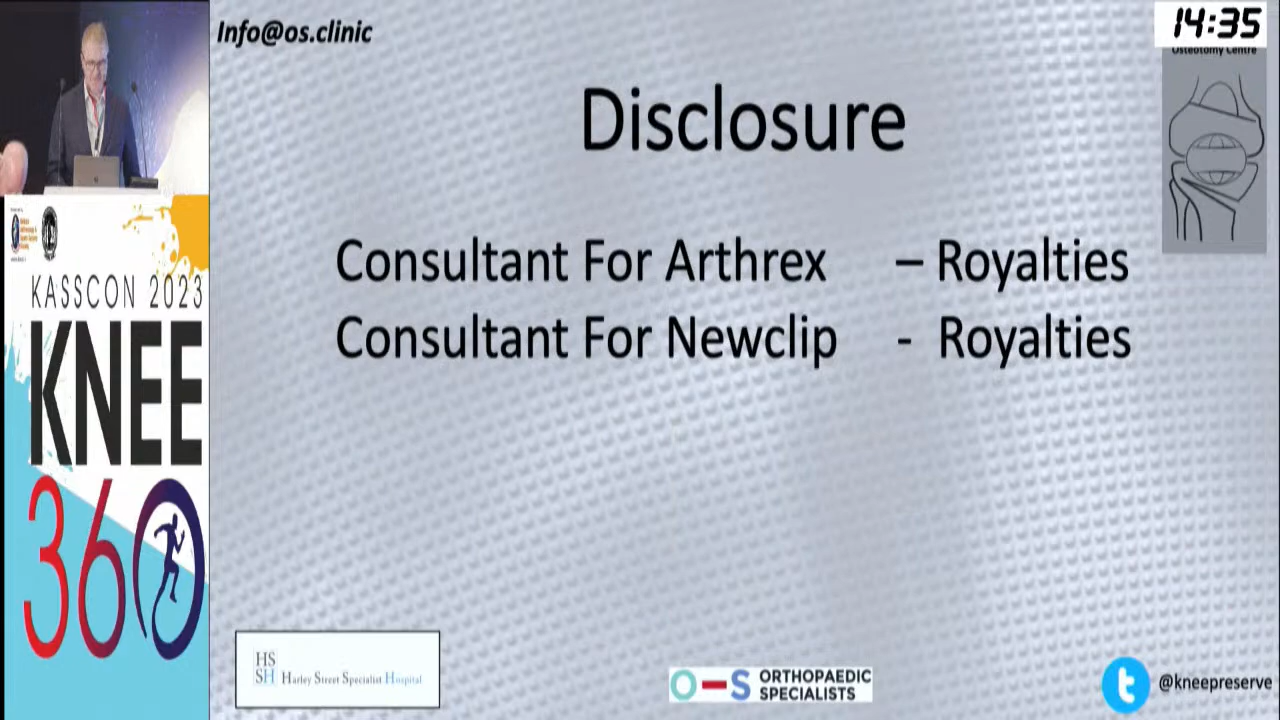 Info@os.clinic
14:35
Osteotomy Centre
Disclosure
Consultant For Arthrex – Royalties
Consultant For Newclip - Royalties
KASSCON 2023
KNEE
360
HS
SH Harley Street Specialist Hospital
O-S ORTHOPAEDIC
SPECIALISTS
@kneepreserve